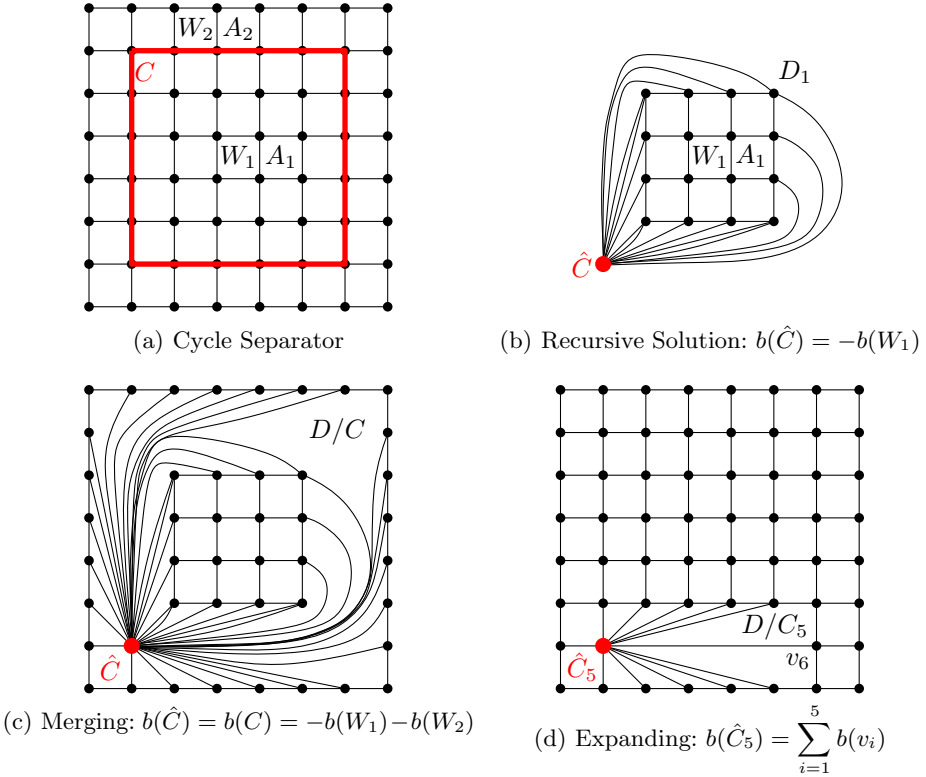 W₂ A₂
C
W₁ A₁
(a) Cycle Separator
D₁
W₁ A₁
Ĉ
(b) Recursive Solution: b(Ĉ) = −b(W₁)
D/C
Ĉ
(c) Merging: b(Ĉ) = b(C) = −b(W₁)−b(W₂)
D/C₅
Ĉ₅
v₆
(d) Expanding: b(Ĉ₅) = ∑_{i=1}^{5} b(vᵢ)